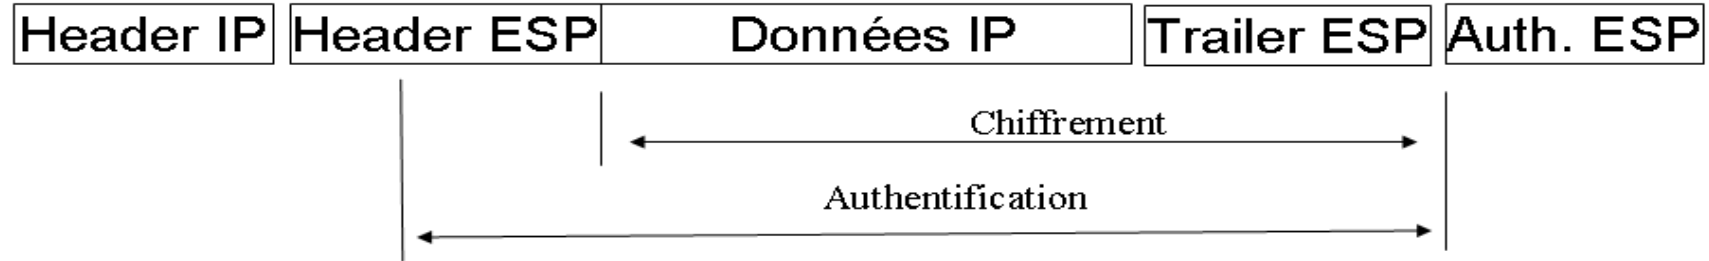 Header IP Header ESP Données IP Trailer ESP Auth. ESP
Chiffrement
Authentification